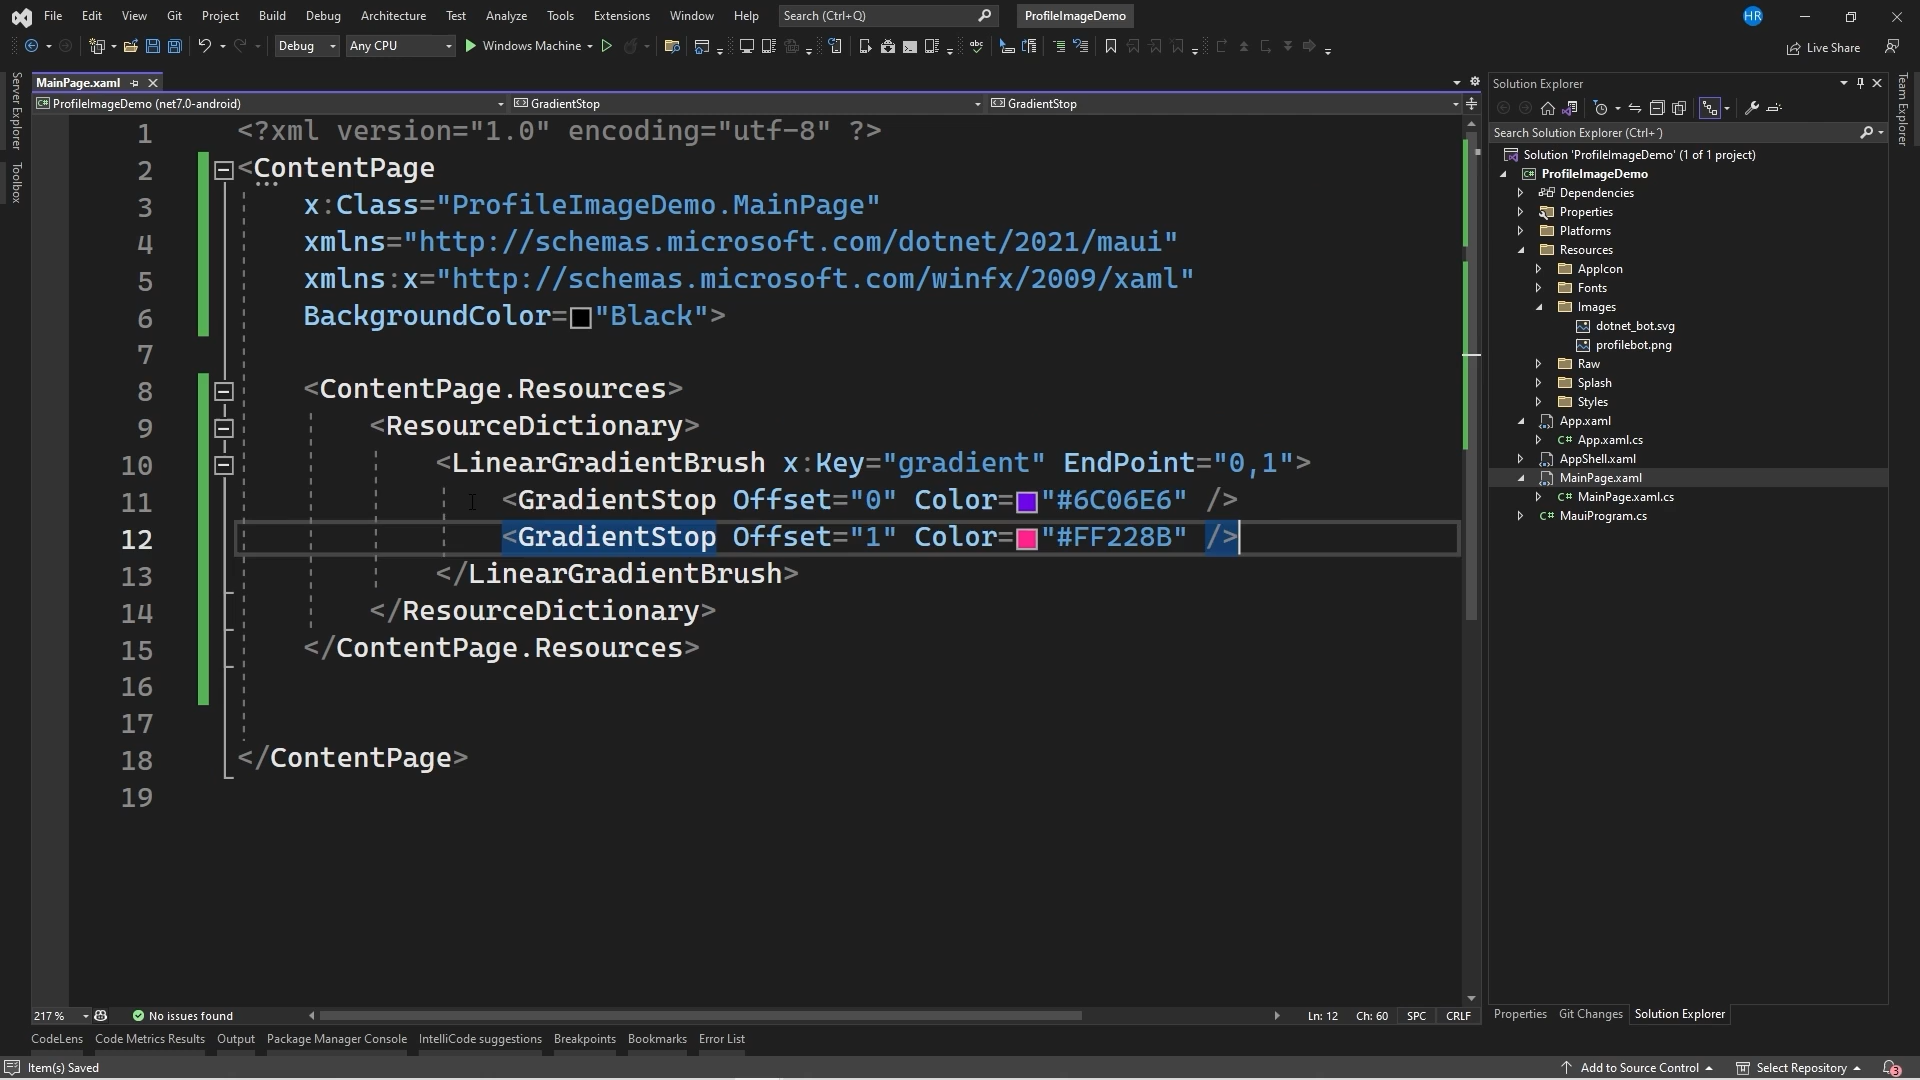 File Edit View Git Project Build Debug Architecture Test Analyze Tools Extensions Window Help Search (Ctrl+Q) ProfileImageDemo HR
Debug Any CPU Windows Machine Live Share
Server Explorer
Toolbox
MainPage.xaml
ProfileImageDemo (net7.0-android) GradientStop GradientStop
1 <?xml version="1.0" encoding="utf-8" ?>
2 <ContentPage
3 x:Class="ProfileImageDemo.MainPage"
4 xmlns="http://schemas.microsoft.com/dotnet/2021/maui"
5 xmlns:x="http://schemas.microsoft.com/winfx/2009/xaml"
6 BackgroundColor="Black">
7
8 <ContentPage.Resources>
9 <ResourceDictionary>
10 <LinearGradientBrush x:Key="gradient" EndPoint="0,1">
11 <GradientStop Offset="0" Color="#6C06E6" />
12 <GradientStop Offset="1" Color="#FF228B" />
13 </LinearGradientBrush>
14 </ResourceDictionary>
15 </ContentPage.Resources>
16
17
18 </ContentPage>
19
217 % No issues found Ln: 12 Ch: 60 SPC CRLF
CodeLens Code Metrics Results Output Package Manager Console IntelliCode suggestions Breakpoints Bookmarks Error List
Solution Explorer
Search Solution Explorer (Ctrl+´)
Solution 'ProfileImageDemo' (1 of 1 project)
ProfileImageDemo
Dependencies
Properties
Platforms
Resources
AppIcon
Fonts
Images
dotnet_bot.svg
profilebot.png
Raw
Splash
Styles
App.xaml
App.xaml.cs
AppShell.xaml
MainPage.xaml
MainPage.xaml.cs
MauiProgram.cs
Properties Git Changes Solution Explorer
Team Explorer
Item(s) Saved Add to Source Control Select Repository 3